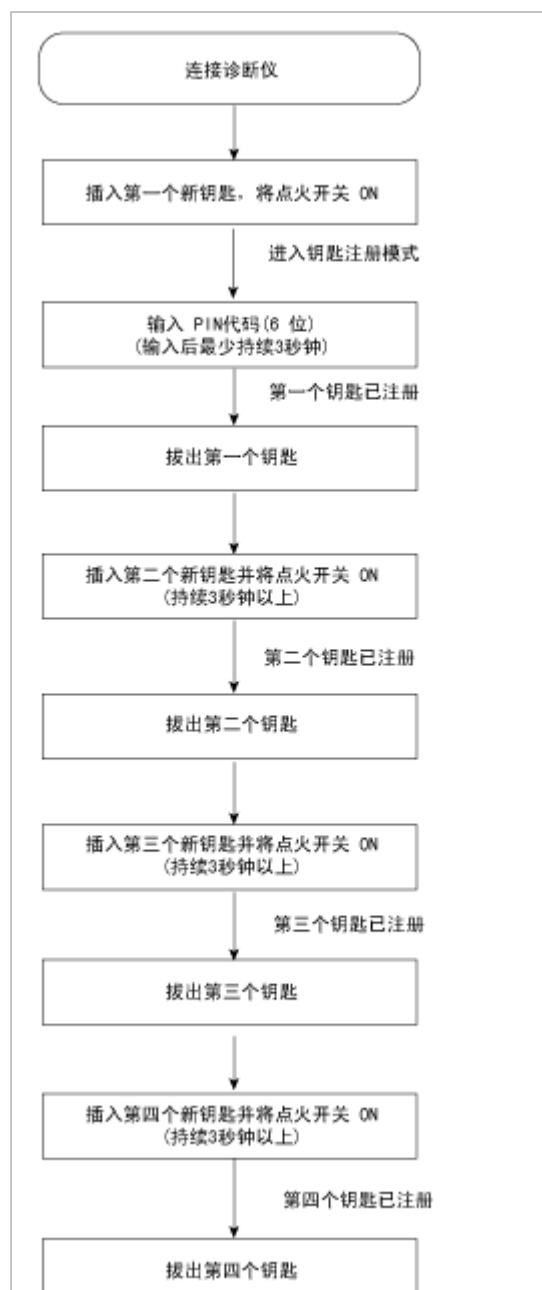 连接诊断仪
插入第一个新钥匙，将点火开关 ON
进入钥匙注册模式
输入 PIN代码(6 位)
(输入后最少持续3秒钟)
第一个钥匙已注册
拔出第一个钥匙
插入第二个新钥匙并将点火开关 ON
(持续3秒钟以上)
第二个钥匙已注册
拔出第二个钥匙
插入第三个新钥匙并将点火开关 ON
(持续3秒钟以上)
第三个钥匙已注册
拔出第三个钥匙
插入第四个新钥匙并将点火开关 ON
(持续3秒钟以上)
第四个钥匙已注册
拔出第四个钥匙